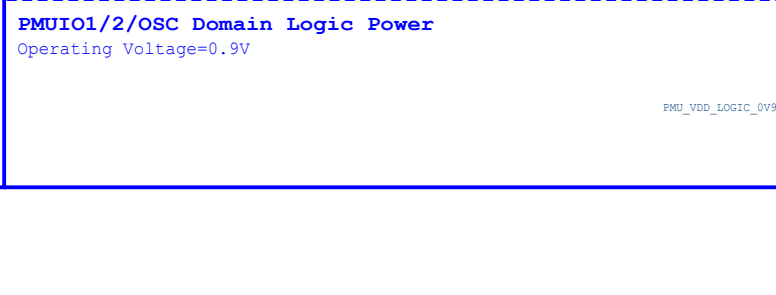 PMUIO1/2/OSC Domain Logic Power
Operating Voltage=0.9V
PMU_VDD_LOGIC_0V9